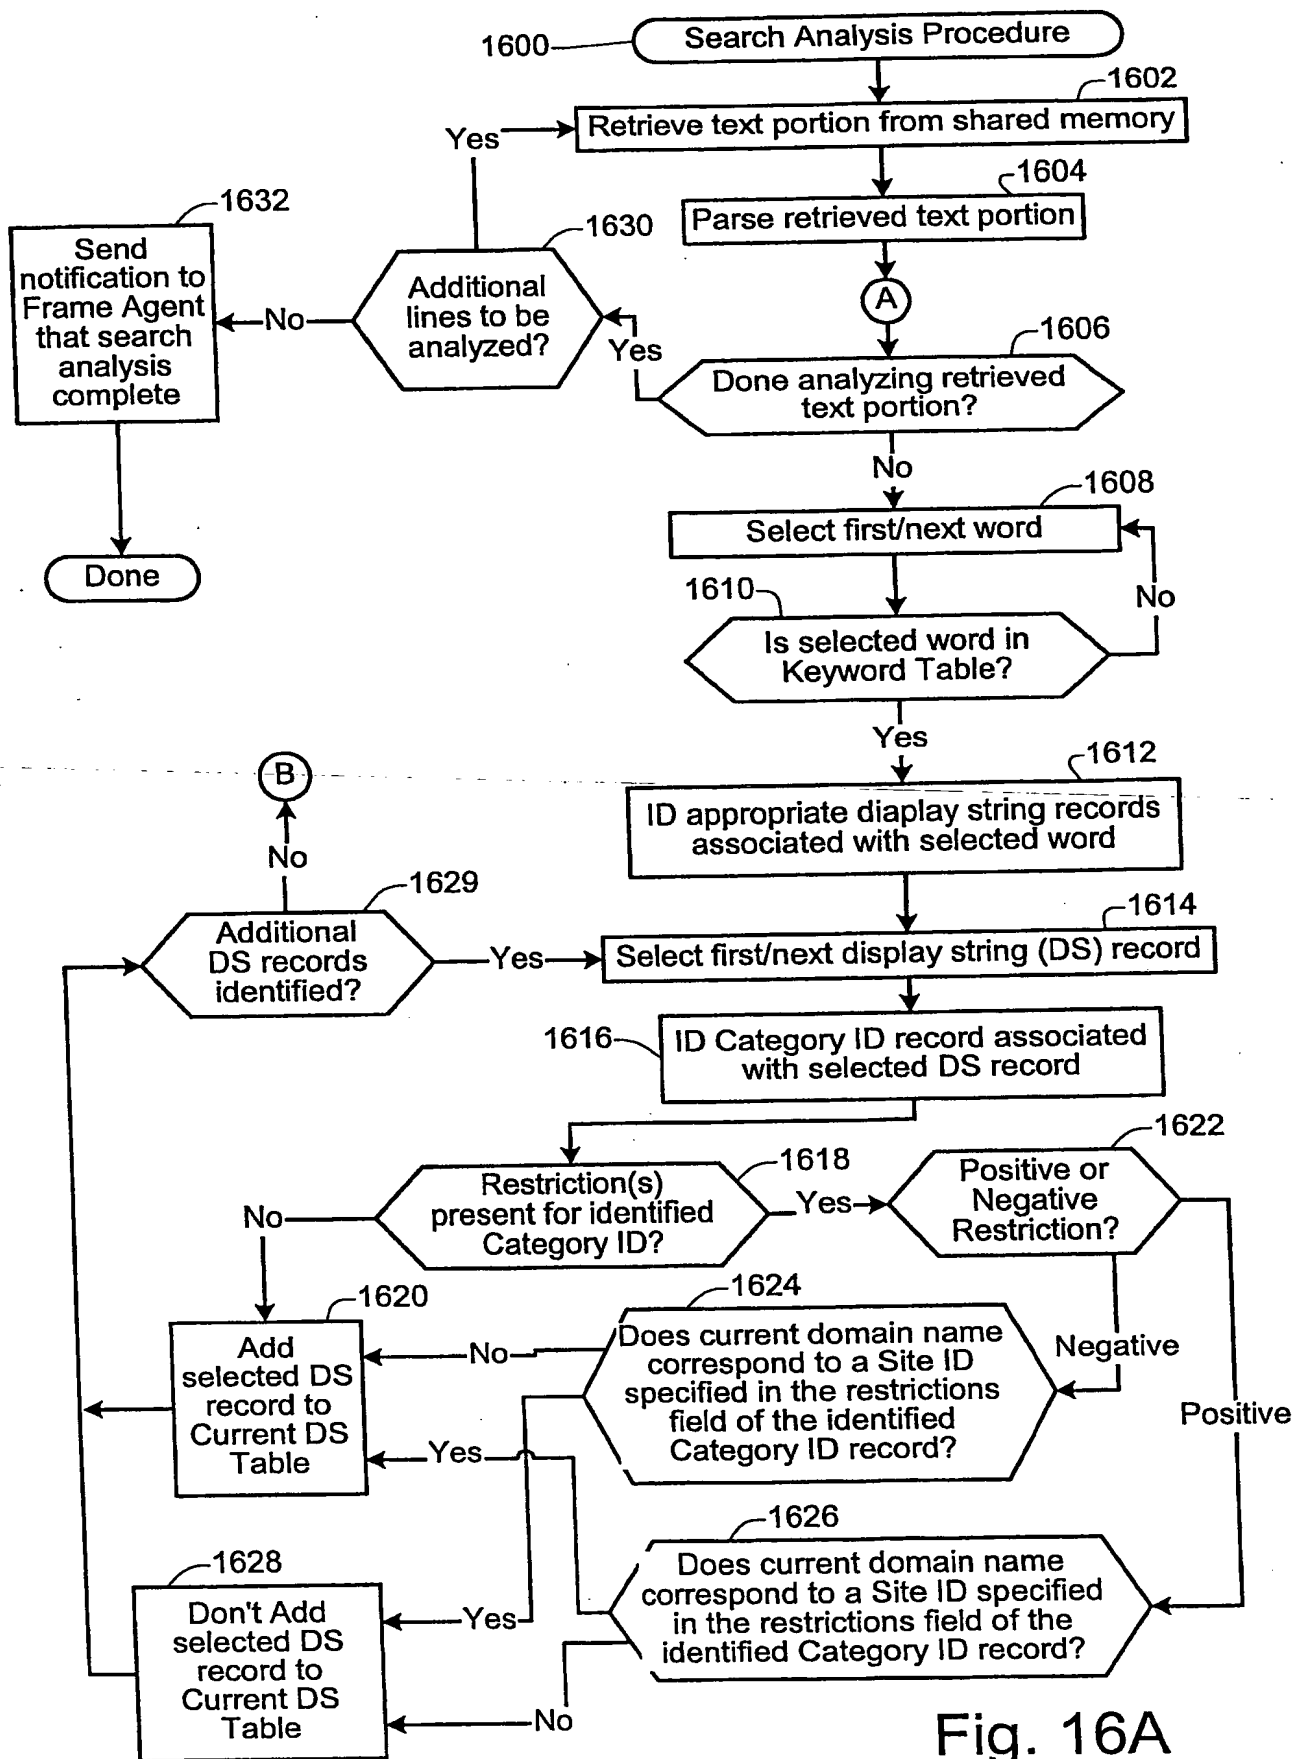 1600
Search Analysis Procedure
1602
Retrieve text portion from shared memory
Yes
1604
Parse retrieved text portion
1632
Send
notification to
Frame Agent
that search
analysis
complete
1630
Additional
lines to be
analyzed?
No
Yes
A
1606
Done analyzing retrieved
text portion?
No
1608
Select first/next word
Done
1610
Is selected word in
Keyword Table?
No
Yes
B
1612
ID appropriate diaplay string records
associated with selected word
No
1629
Additional
DS records
identified?
Yes
1614
Select first/next display string (DS) record
1616
ID Category ID record associated
with selected DS record
1618
Restriction(s)
present for identified
Category ID?
No
Yes
1622
Positive or
Negative
Restriction?
1620
Add
selected DS
record to
Current DS
Table
1624
Does current domain name
correspond to a Site ID
specified in the restrictions
field of the identified
Category ID record?
No
Negative
Positive
Yes
1626
Does current domain name
correspond to a Site ID specified
in the restrictions field of the
identified Category ID record?
1628
Don't Add
selected DS
record to
Current DS
Table
Yes
No
Fig. 16A